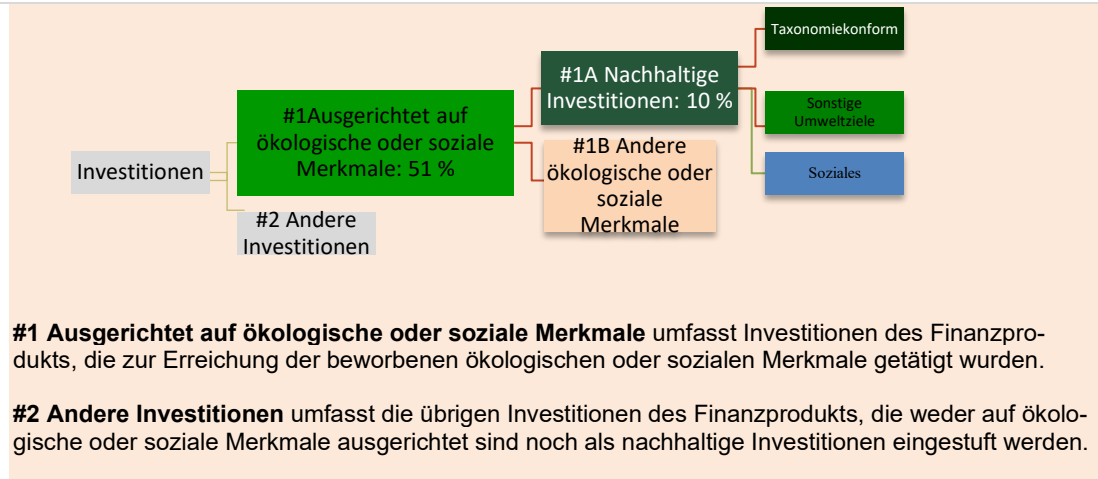 Taxonomiekonform
#1A Nachhaltige
Investitionen: 10 %
#1Ausgerichtet auf
ökologische oder soziale
Merkmale: 51 %
Sonstige
Umweltziele
#1B Andere
ökologische oder
soziale
Merkmale
Investitionen
Soziales
#2 Andere
Investitionen
#1 Ausgerichtet auf ökologische oder soziale Merkmale umfasst Investitionen des Finanzpro-
dukts, die zur Erreichung der beworbenen ökologischen oder sozialen Merkmale getätigt wurden.
#2 Andere Investitionen umfasst die übrigen Investitionen des Finanzprodukts, die weder auf ökolo-
gische oder soziale Merkmale ausgerichtet sind noch als nachhaltige Investitionen eingestuft werden.